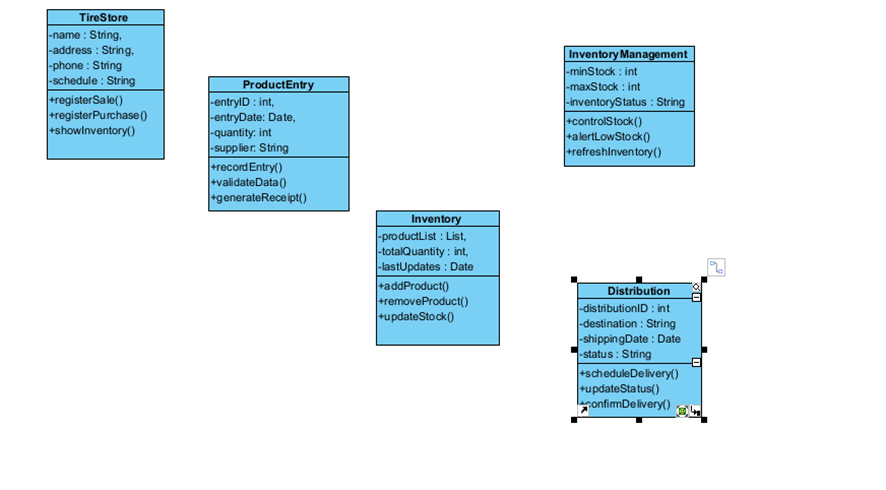 TireStore
-name : String,
-address : String,
-phone : String
-schedule : String
+registerSale()
+registerPurchase()
+showInventory()
ProductEntry
-entryID : int,
-entryDate: Date,
-quantity: int
-supplier: String
+recordEntry()
+validateData()
+generateReceipt()
Inventory
-productList : List,
-totalQuantity : int,
-lastUpdates : Date
+addProduct()
+removeProduct()
+updateStock()
InventoryManagement
-minStock : int
-maxStock : int
-inventoryStatus : String
+controlStock()
+alertLowStock()
+refreshInventory()
Distribution
-distributionID : int
-destination : String
-shippingDate : Date
-status : String
+scheduleDelivery()
+updateStatus()
+confirmDelivery()